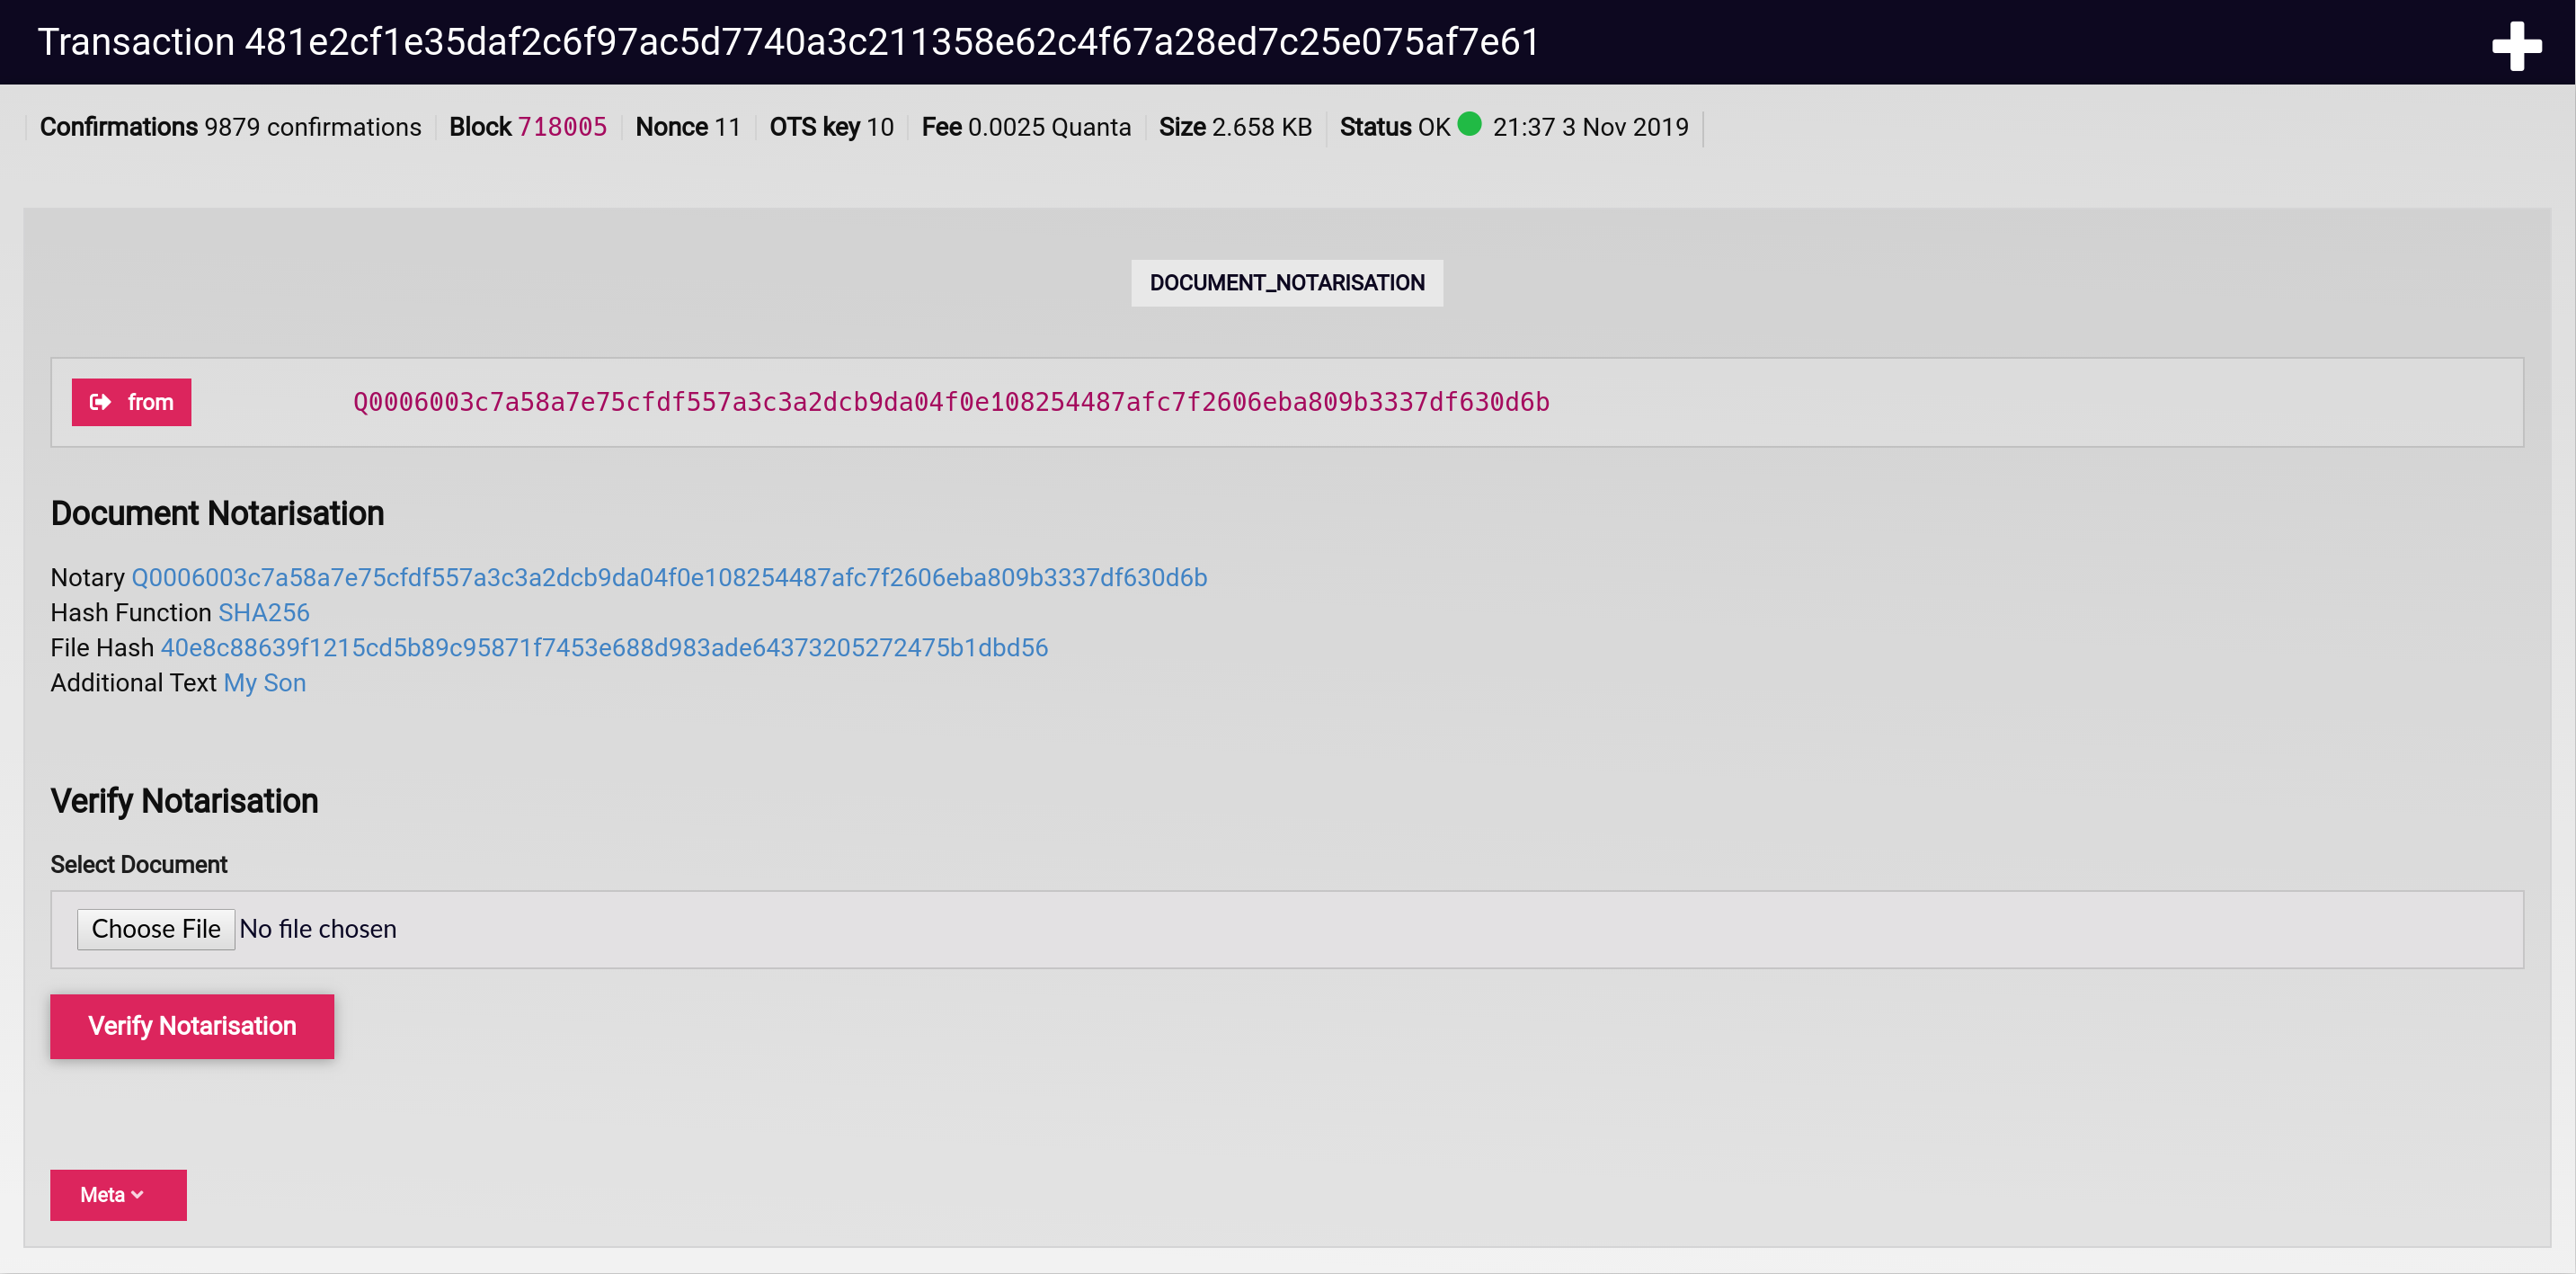 Transaction 481e2cf1e35daf2c6f97ac5d7740a3c211358e62c4f67a28ed7c25e075af7e61
Confirmations 9879 confirmations Block 718005 Nonce 11 OTS key 10 Fee 0.0025 Quanta Size 2.658 KB Status OK 21:37 3 Nov 2019
DOCUMENT_NOTARISATION
from Q0006003c7a58a7e75cfdf557a3c3a2dcb9da04f0e108254487afc7f2606eba809b3337df630d6b
Document Notarisation
Notary Q0006003c7a58a7e75cfdf557a3c3a2dcb9da04f0e108254487afc7f2606eba809b3337df630d6b
Hash Function SHA256
File Hash 40e8c88639f1215cd5b89c95871f7453e688d983ade64373205272475b1dbd56
Additional Text My Son
Verify Notarisation
Select Document
Choose File No file chosen
Verify Notarisation
Meta